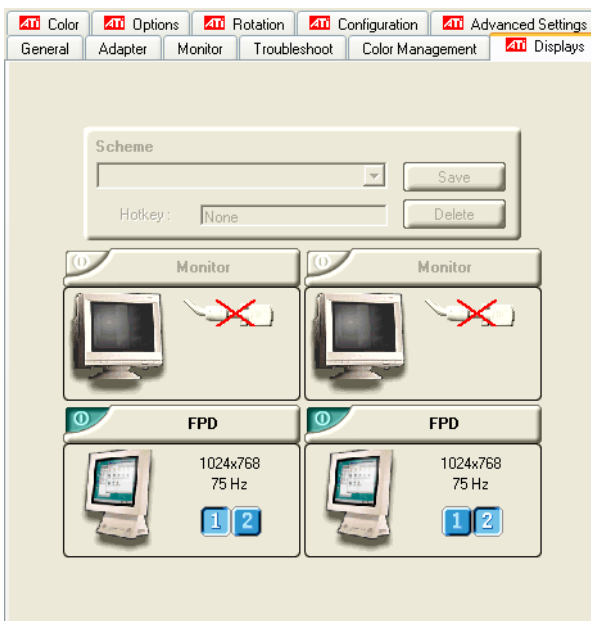 ATI Color ATI Options ATI Rotation ATI Configuration ATI Advanced Settings
General Adapter Monitor Troubleshoot Color Management ATI Displays
Scheme
Save
Hotkey : None Delete
Monitor Monitor
FPD FPD
1024x768 1024x768
75 Hz 75 Hz
1 2 1 2